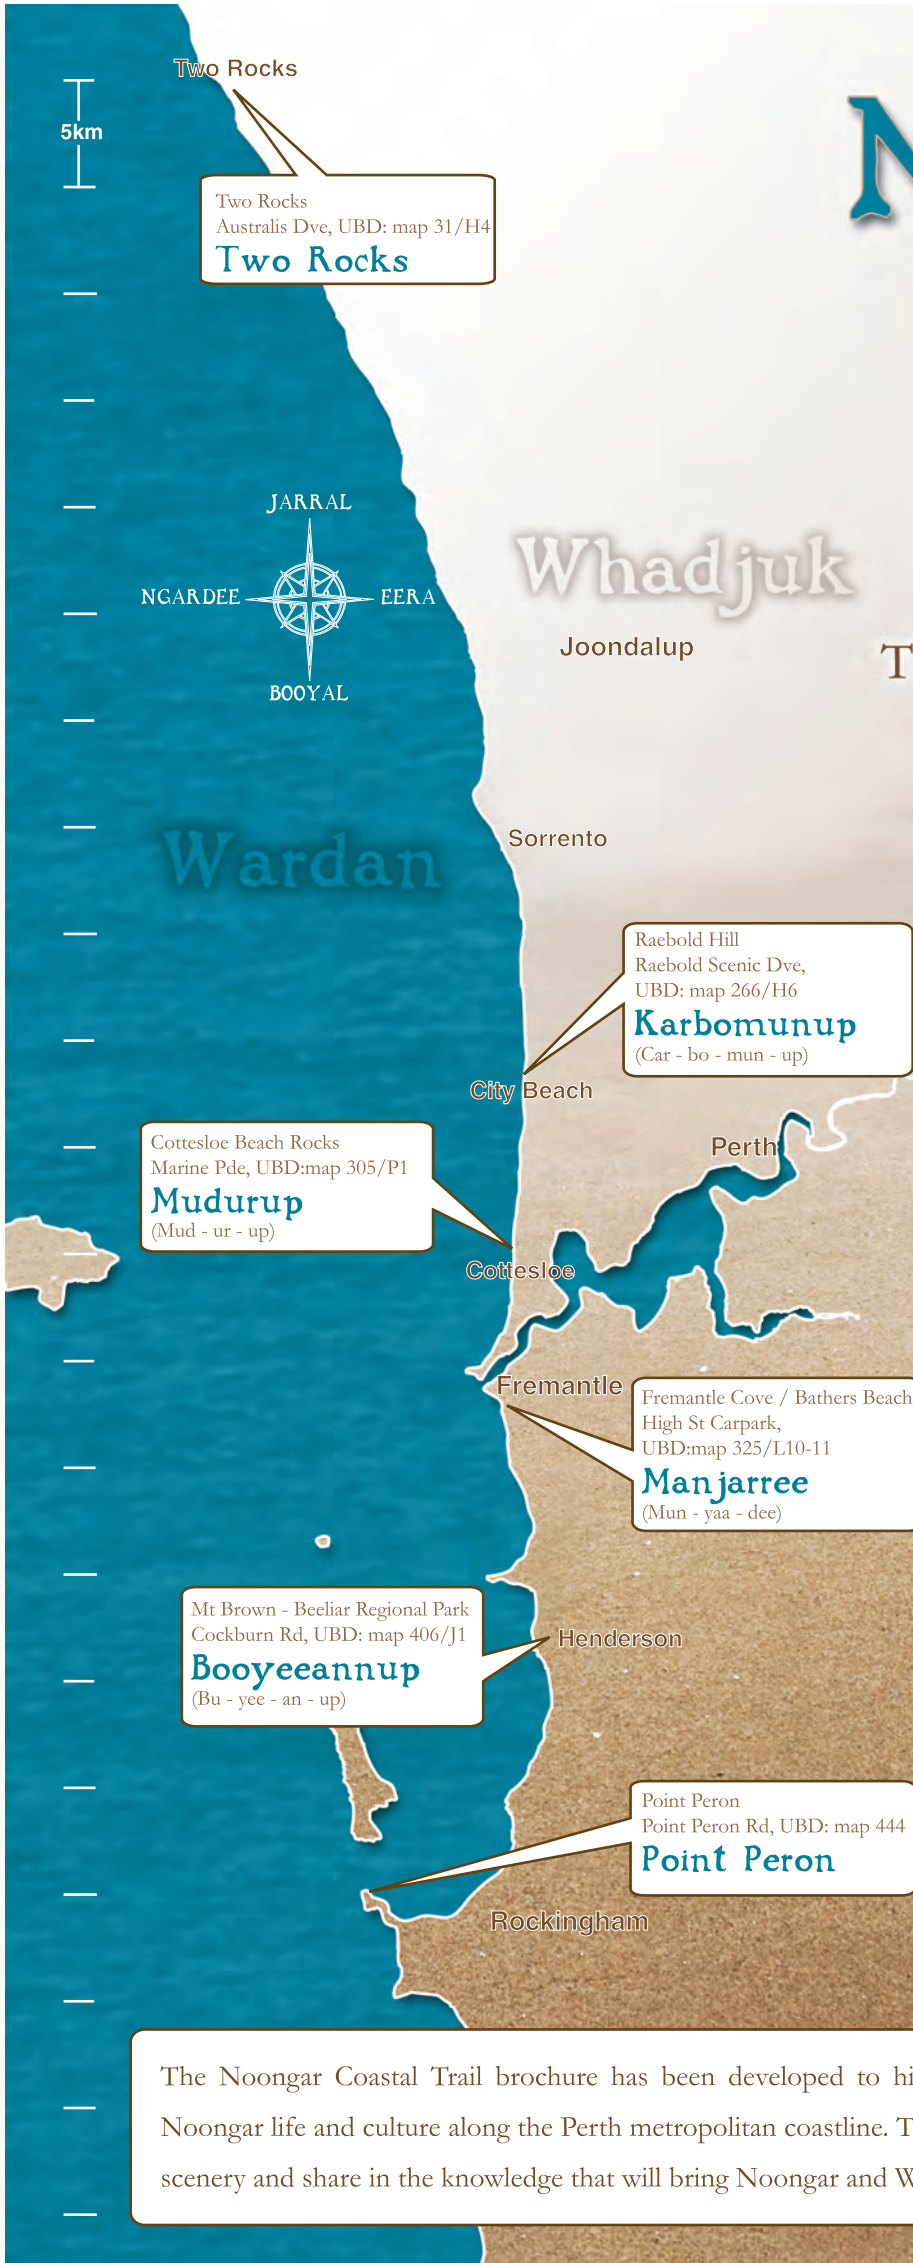 Two Rocks
5km
N
Two Rocks
Australis Dve, UBD: map 31/H4
Two Rocks
JARRAL
NGARDEE
EERA
BOOYAL
Whadjuk
Joondalup
T
Wardan
Sorrento
Raebold Hill
Raebold Scenic Dve,
UBD: map 266/H6
Karbomunup
(Car - bo - mun - up)
City Beach
Cottesloe Beach Rocks
Marine Pde, UBD:map 305/P1
Mudurup
(Mud - ur - up)
Perth
Cottesloe
Fremantle
Fremantle Cove / Bathers Beach
High St Carpark,
UBD:map 325/L10-11
Manjarree
(Mun - yaa - dee)
Mt Brown - Beeliar Regional Park
Cockburn Rd, UBD: map 406/J1
Booyeeannup
(Bu - yee - an - up)
Henderson
Point Peron
Point Peron Rd, UBD: map 444
Point Peron
Rockingham
The Noongar Coastal Trail brochure has been developed to hi
Noongar life and culture along the Perth metropolitan coastline. T
scenery and share in the knowledge that will bring Noongar and W